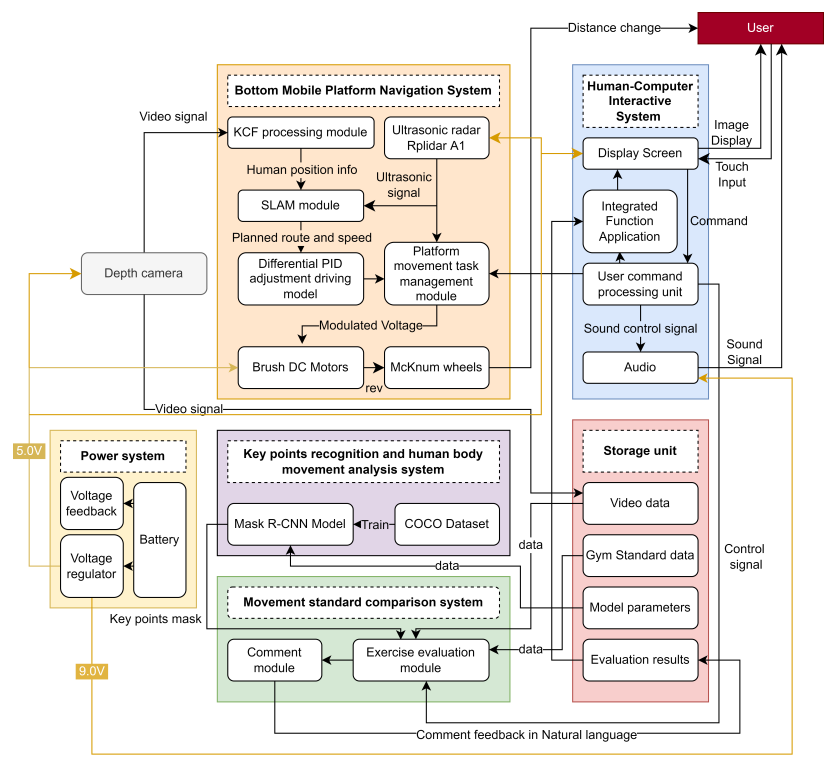 Distance change
User
Bottom Mobile Platform Navigation System
Human-Computer
Interactive
System
Video signal
KCF processing module
Ultrasonic radar
Rplidar A1
Image
Display
Display Screen
Human position info
Ultrasonic
signal
Touch
Input
SLAM module
Integrated
Function
Application
Command
Planned route and speed
Depth camera
Differential PID
adjustment driving
model
Platform
movement task
management
module
User command
processing unit
Modulated Voltage
Sound control signal
Sound
Signal
Brush DC Motors
rev
McKnum wheels
Audio
Video signal
5.0V
Power system
Key points recognition and human body
movement analysis system
Storage unit
Voltage
feedback
Battery
Voltage
regulator
Mask R-CNN Model
Train
COCO Dataset
Video data
data
Gym Standard data
Control
signal
data
Key points mask
Movement standard comparison system
Model parameters
9.0V
Comment
module
Exercise evaluation
module
data
Evaluation results
Comment feedback in Natural language